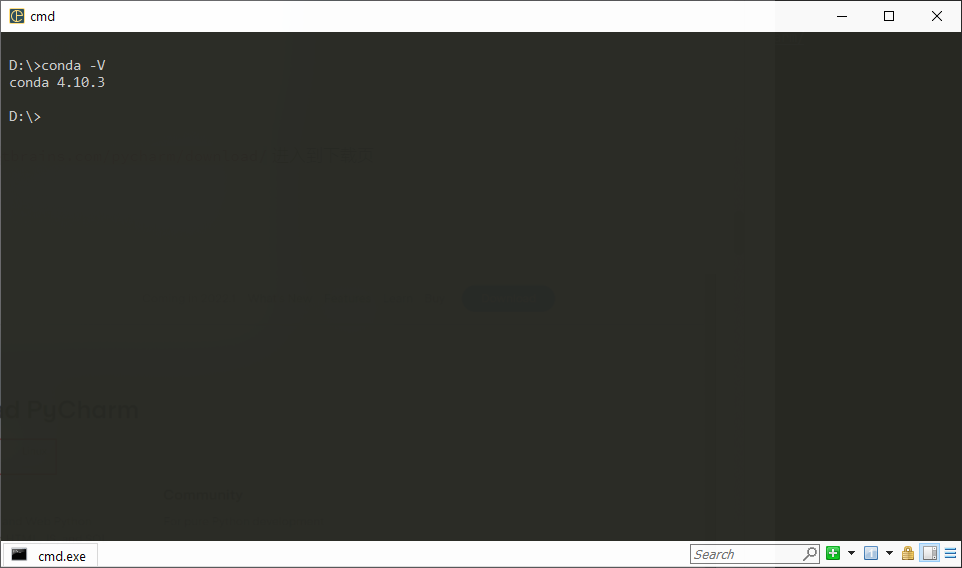 cmd
D:\>conda -V
conda 4.10.3
D:\>
d PyCharm
Community
cmd.exe
Search